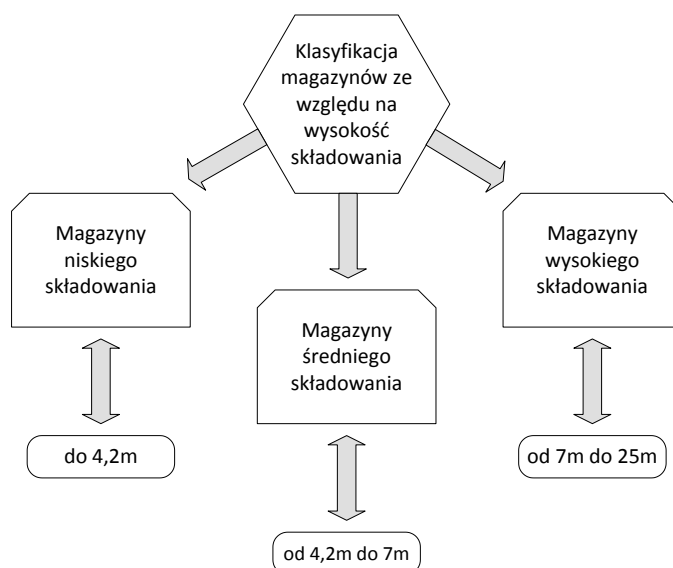 Klasyfikacja
magazynów ze
względu na
wysokość
składowania
Magazyny
niskiego
składowania
Magazyny
średniego
składowania
Magazyny
wysokiego
składowania
do 4,2m
od 4,2m do 7m
od 7m do 25m